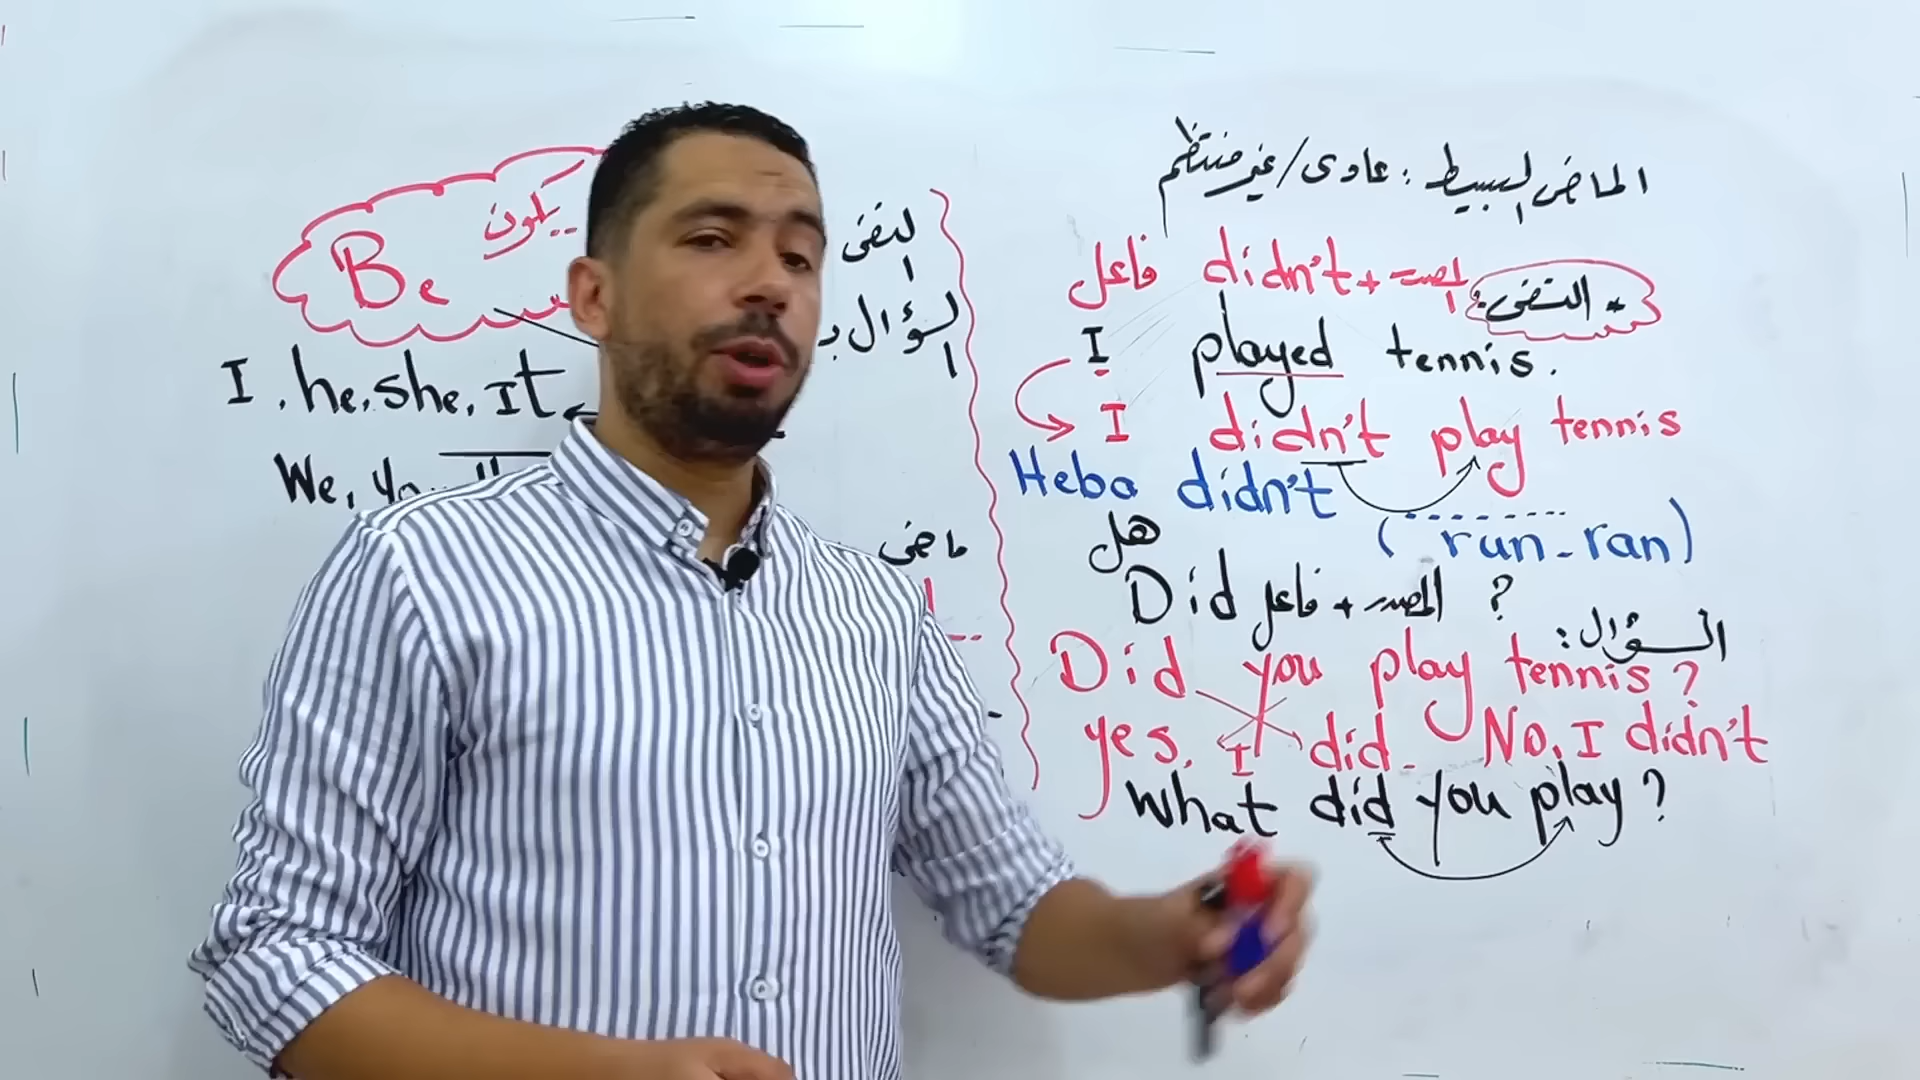 الماضى البسيط : عادى/غير منتظم
فاعل didn't + المصدر
* النفى :
I played tennis.
I didn't play tennis
Heba didn't ........... (run-ran)
هل
Did فاعل + المصدر ?
السؤال :
Did you play tennis?
yes, I did. No, I didn't
What did you play?
Be يكون
النفى
السؤال بـ
I, he, she, It
We,
ماضى